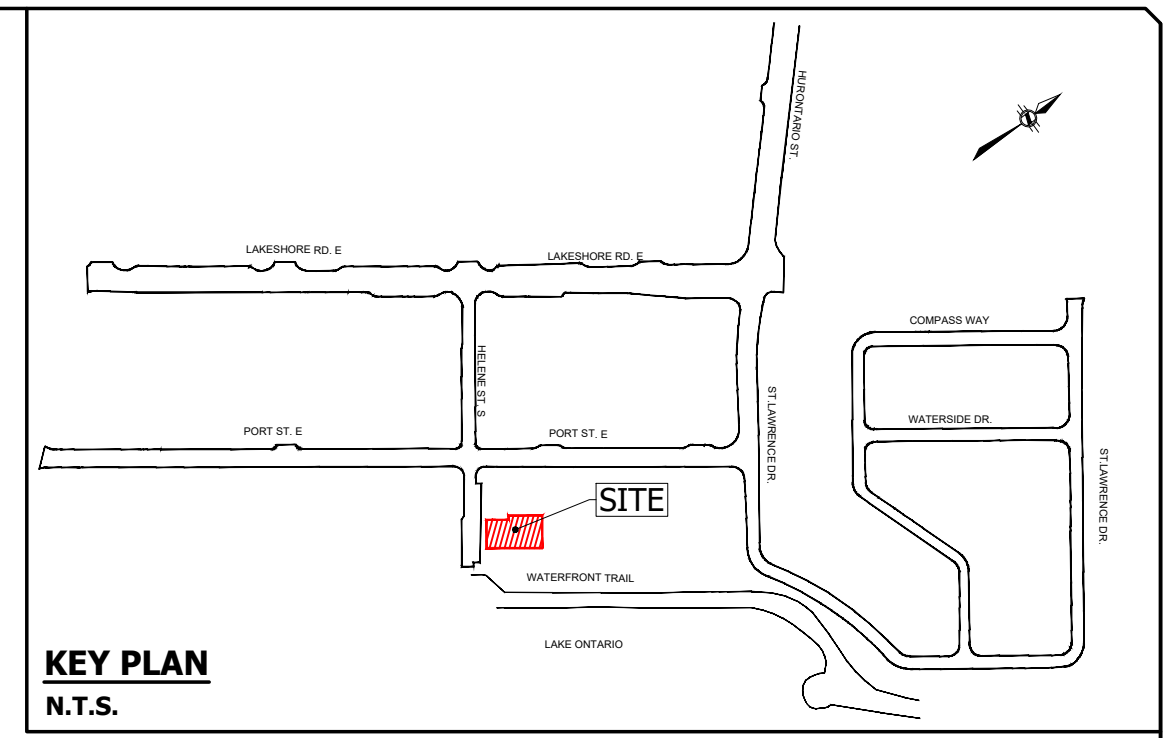 HURONTARIO ST.
LAKESHORE RD. E
LAKESHORE RD. E
COMPASS WAY
HELENE ST. S
ST.LAWRENCE DR.
WATERSIDE DR.
PORT ST. E
PORT ST. E
ST.LAWRENCE DR.
SITE
WATERFRONT TRAIL
LAKE ONTARIO
KEY PLAN
N.T.S.